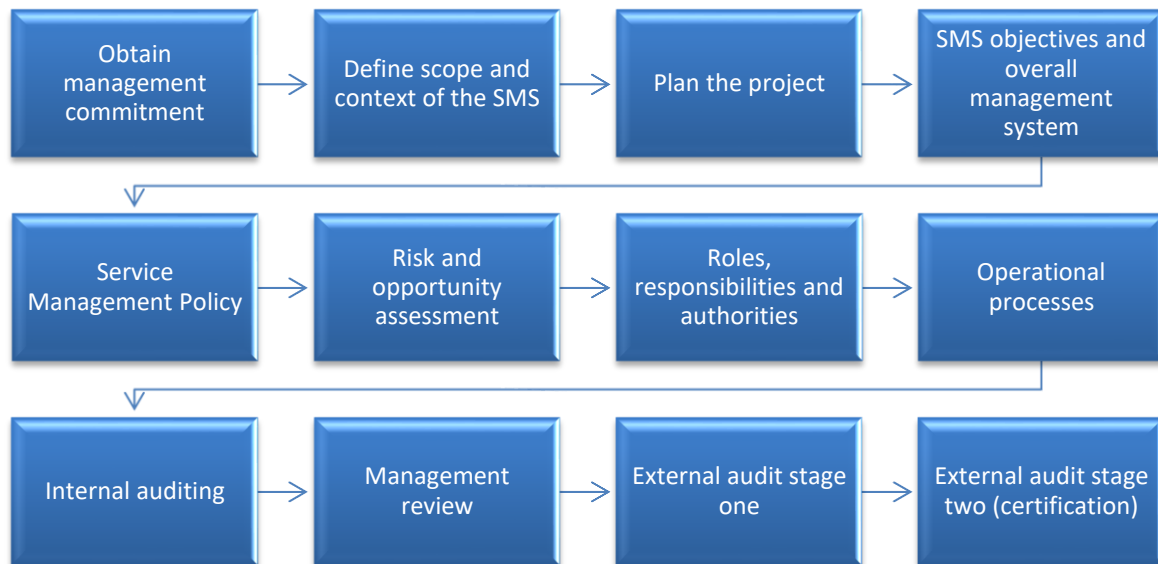 Obtain
management
commitment
Define scope and
context of the SMS
Plan the project
SMS objectives and
overall
management
system
Service
Management Policy
Risk and
opportunity
assessment
Roles,
responsibilities and
authorities
Operational
processes
Internal auditing
Management
review
External audit stage
one
External audit stage
two (certification)